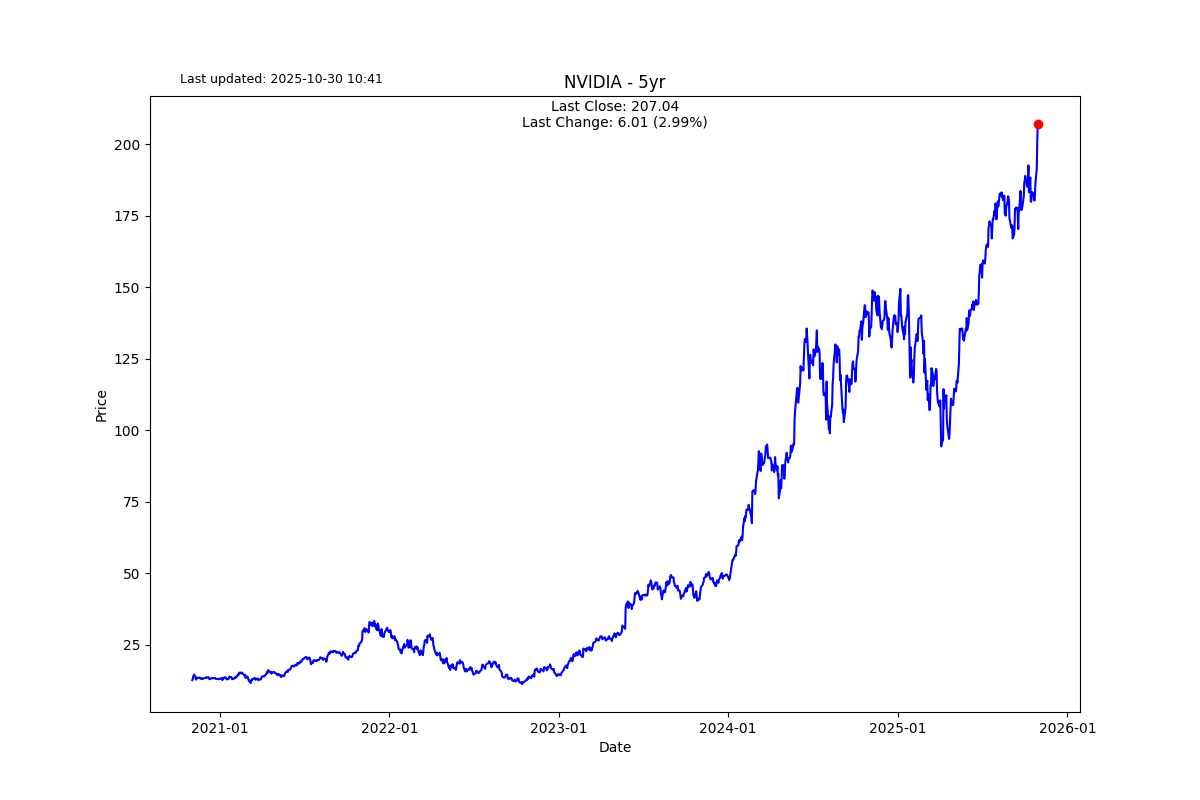 Last updated: 2025-10-30 10:41
NVIDIA - 5yr
Last Close: 207.04
Last Change: 6.01 (2.99%)
200
175
150
125
100
75
50
25
Price
2021-01
2022-01
2023-01
2024-01
2025-01
2026-01
Date